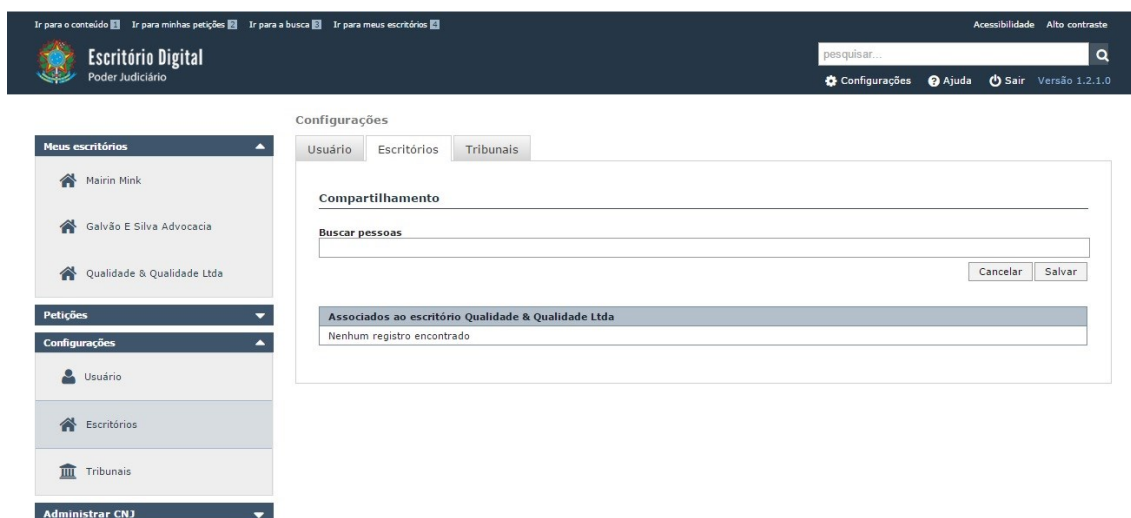 Ir para o conteúdo 1 Ir para minhas petições 2 Ir para a busca 3 Ir para meus escritórios 4
Acessibilidade Alto contraste
Escritório Digital
Poder Judiciário
pesquisar...
Configurações Ajuda Sair Versão 1.2.1.0
Configurações
Meus escritórios
Usuário Escritórios Tribunais
Mairin Mink
Compartilhamento
Galvão E Silva Advocacia
Buscar pessoas
Qualidade & Qualidade Ltda
Cancelar Salvar
Petições
Associados ao escritório Qualidade & Qualidade Ltda
Nenhum registro encontrado
Configurações
Usuário
Escritórios
Tribunais
Administrar CNJ